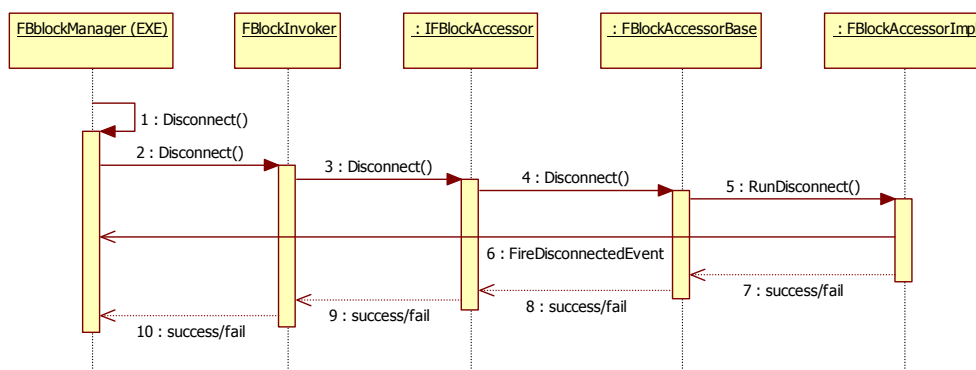 FBblockManager (EXE)
FBlockInvoker
: IFBlockAccessor
: FBlockAccessorBase
: FBlockAccessorImpl
1 : Disconnect()
2 : Disconnect()
3 : Disconnect()
4 : Disconnect()
5 : RunDisconnect()
6 : FireDisconnectedEvent
7 : success/fail
8 : success/fail
9 : success/fail
10 : success/fail